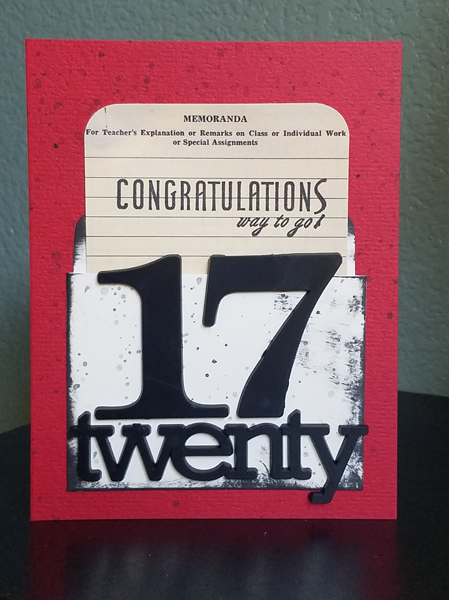 MEMORANDA
For Teacher's Explanation or Remarks on Class or Individual Work
or Special Assignments
CONGRATULATIONS
way to go!
17
twenty